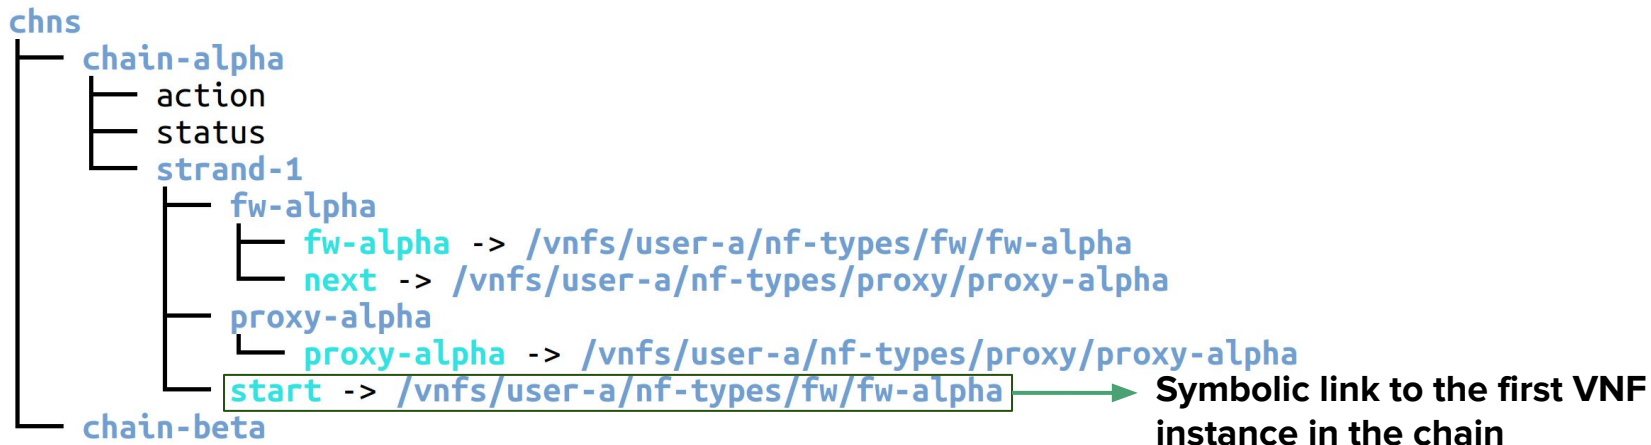 chns
chain-alpha
action
status
strand-1
fw-alpha
fw-alpha -> /vnfs/user-a/nf-types/fw/fw-alpha
next -> /vnfs/user-a/nf-types/proxy/proxy-alpha
proxy-alpha
proxy-alpha -> /vnfs/user-a/nf-types/proxy/proxy-alpha
start -> /vnfs/user-a/nf-types/fw/fw-alpha
Symbolic link to the first VNF
instance in the chain
chain-beta